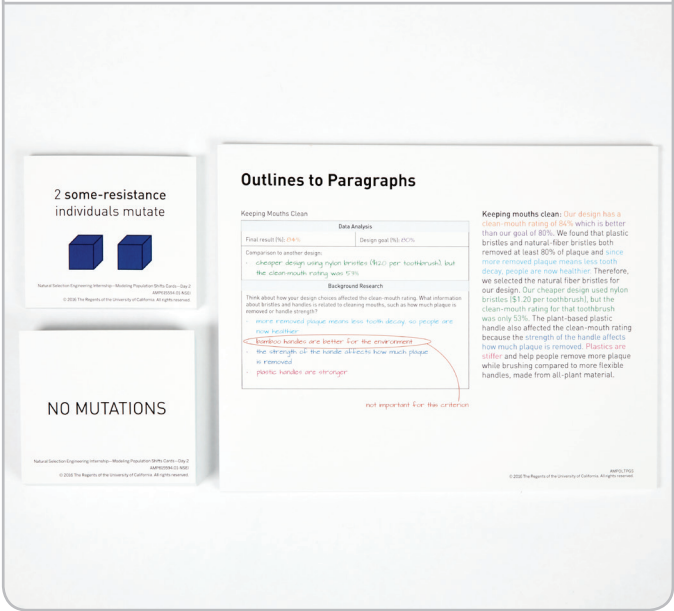 2 some-resistance
individuals mutate
Natural Selection Engineering Internship—Modeling Population Shifts Cards—Day 2
© 2016 The Regents of the University of California. All rights reserved.
NO MUTATIONS
Natural Selection Engineering Internship—Modeling Population Shifts Cards—Day 2
© 2016 The Regents of the University of California. All rights reserved.
Outlines to Paragraphs
Keeping Mouths Clean
Data Analysis
Final result (%): 84%
Design goal (%): 80%
Comparison to another design:
- cheaper design using nylon bristles ($1.20 per toothbrush), but
the clean-mouth rating was 53%
Background Research
Think about how your design choices affected the clean-mouth rating. What information
about bristles and handles is related to cleaning mouths, such as how much plaque is
removed or handle strength?
- more removed plaque means less tooth decay, so people are
now healthier
- bamboo handles are better for the environment
- the strength of the handle affects how much plaque
is removed
- plastic handles are stronger
not important for this criterion
Keeping mouths clean: Our design has a
clean-mouth rating of 84% which is better
than our goal of 80%. We found that plastic
bristles and natural-fiber bristles both
removed at least 80% of plaque and since
more removed plaque means less tooth
decay, people are now healthier. Therefore,
we selected the natural fiber bristles for
our design. Our cheaper design used nylon
bristles ($1.20 per toothbrush), but the
clean-mouth rating for that toothbrush
was only 53%. The plant-based plastic
handle also affected the clean-mouth rating
because the strength of the handle affects
how much plaque is removed. Plastics are
stiffer and help people remove more plaque
while brushing compared to more flexible
handles, made from all-plant material.
© 2016 The Regents of the University of California. All rights reserved.